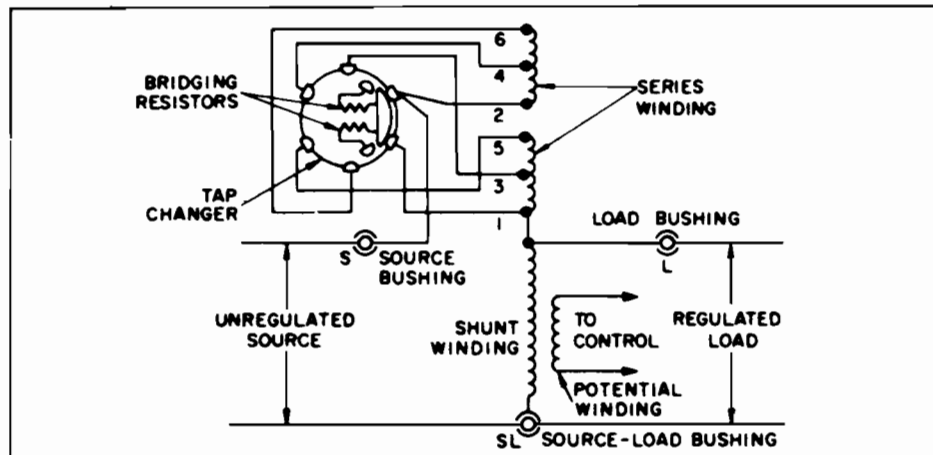 6
4
2
5
3
1
BRIDGING
RESISTORS
SERIES
WINDING
TAP
CHANGER
LOAD BUSHING
S
SOURCE
BUSHING
L
UNREGULATED
SOURCE
SHUNT
WINDING
TO
CONTROL
REGULATED
LOAD
POTENTIAL
WINDING
SL SOURCE-LOAD BUSHING